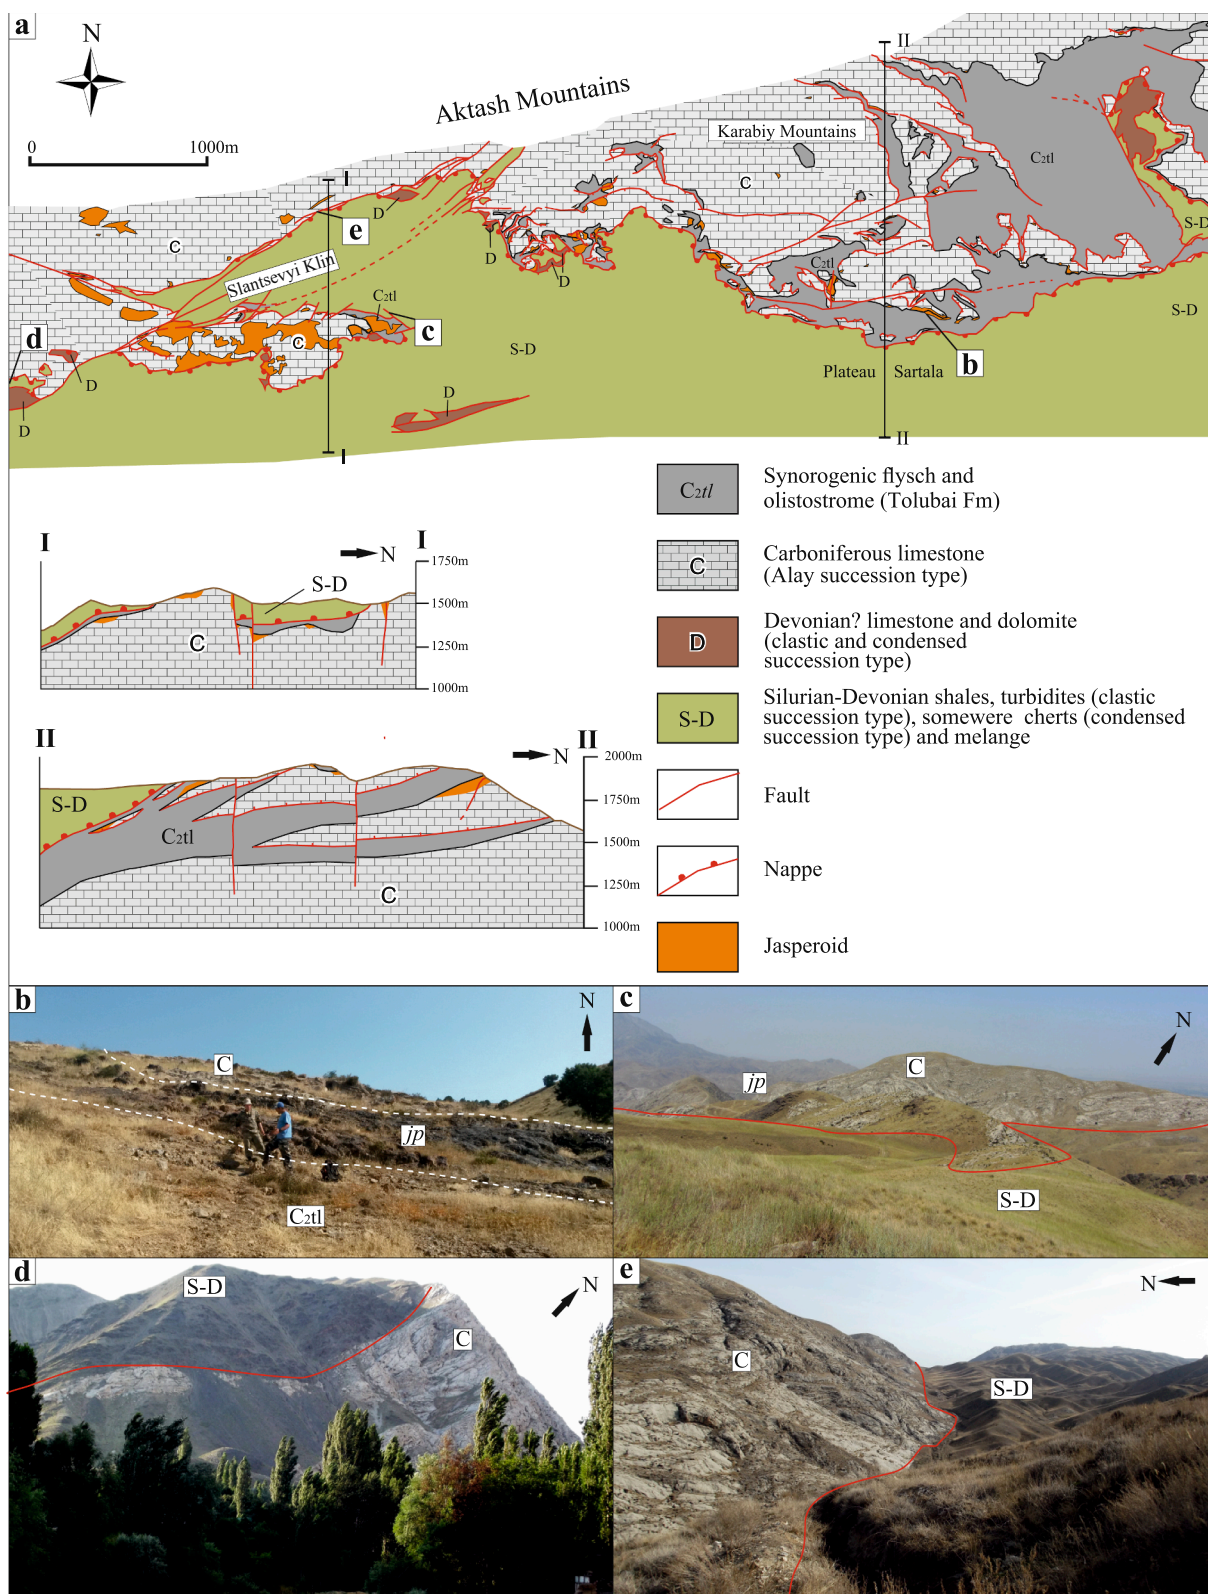 a
N
0
1000m
Aktash Mountains
II
Karabiy Mountains
C2tl
C
S-D
I
D
e
C
D
Slantsevyi Klin
D
D
C2tl
C2tl
c
C
d
S-D
S-D
D
D
D
Plateau
Sartala
b
I
II
C2tl
Synorogenic flysch and
olistostrome (Tolubai Fm)
C
Carboniferous limestone
(Alay succession type)
D
Devonian? limestone and dolomite
(clastic and condensed
succession type)
S-D
Silurian-Devonian shales, turbidites (clastic
succession type), somewere cherts (condensed
succession type) and melange
Fault
Nappe
Jasperoid
I
I
N
1750m
S-D
1500m
C
1250m
1000m
II
II
N
2000m
S-D
1750m
C2tl
1500m
1250m
C
1000m
b
N
C
jp
C2tl
c
N
C
jp
S-D
d
N
S-D
C
e
N
C
S-D